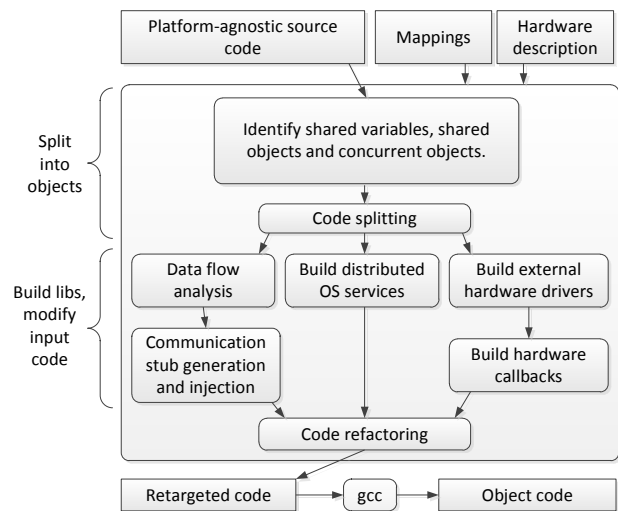 Platform-agnostic source
code
Mappings
Hardware
description
Split
into
objects
Identify shared variables, shared
objects and concurrent objects.
Code splitting
Build libs,
modify
input
code
Data flow
analysis
Build distributed
OS services
Build external
hardware drivers
Communication
stub generation
and injection
Build hardware
callbacks
Code refactoring
Retargeted code
gcc
Object code